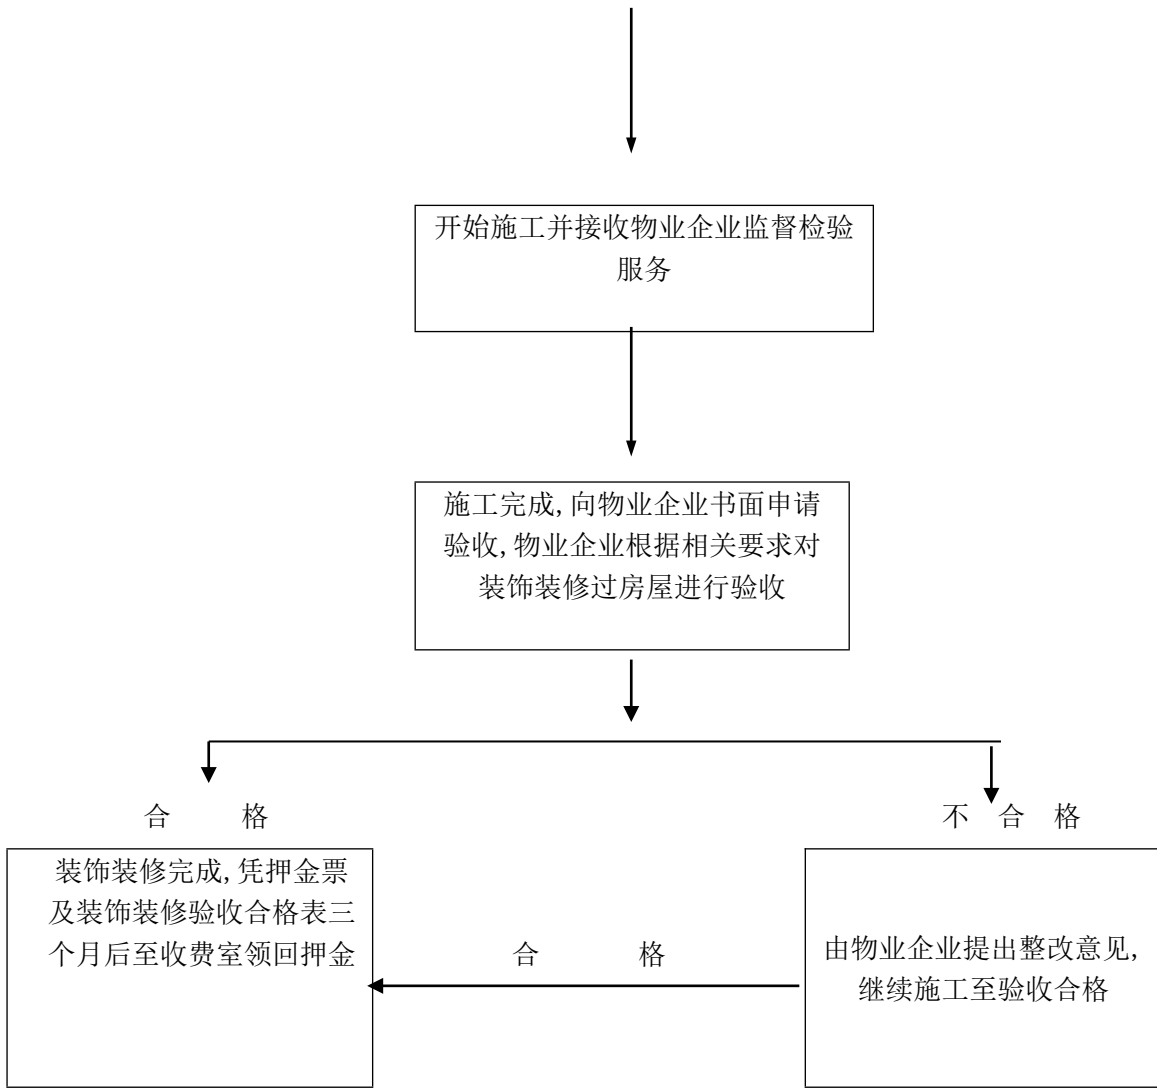 开始施工并接收物业企业监督检验
服务
施工完成,向物业企业书面申请
验收,物业企业根据相关要求对
装饰装修过房屋进行验收
合 格
不 合 格
装饰装修完成,凭押金票
及装饰装修验收合格表三
个月后至收费室领回押金
合 格
由物业企业提出整改意见,
继续施工至验收合格